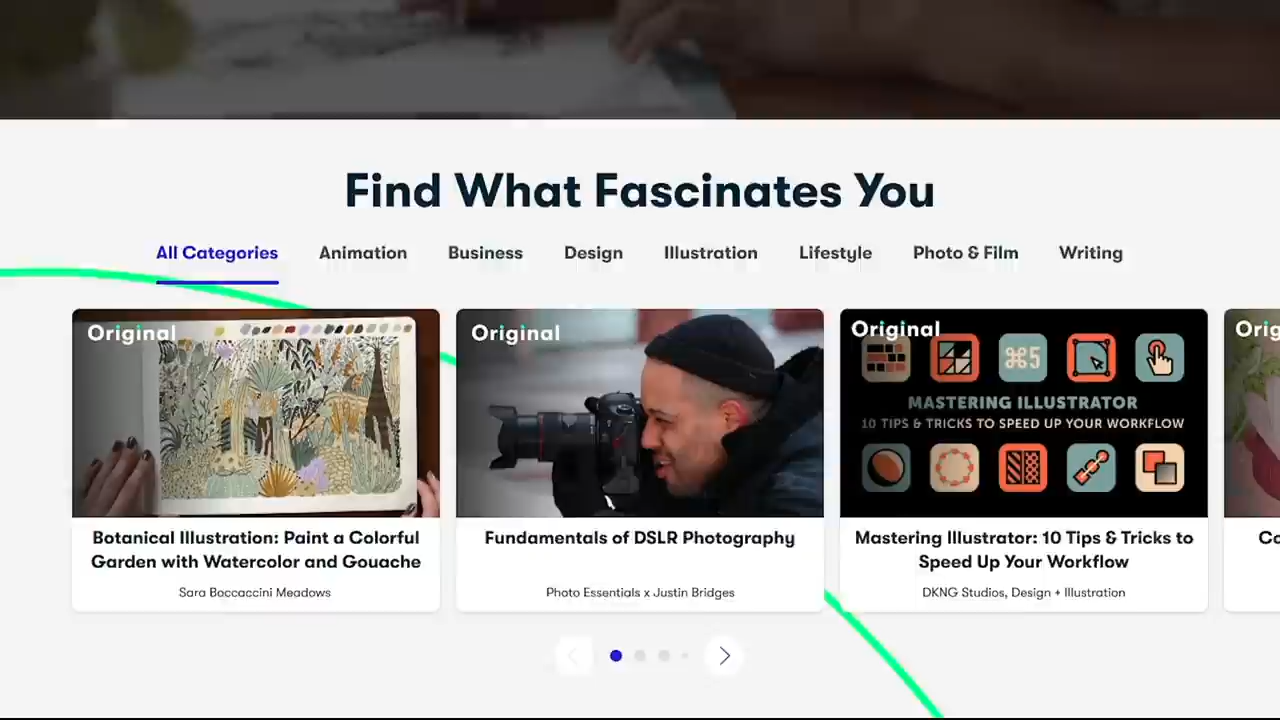 Find What Fascinates You
All Categories Animation Business Design Illustration Lifestyle Photo & Film Writing
Original
Original
Original
⌘5
MASTERING ILLUSTRATOR
10 TIPS & TRICKS TO SPEED UP YOUR WORKFLOW
Botanical Illustration: Paint a Colorful
Garden with Watercolor and Gouache
Sara Boccaccini Meadows
Fundamentals of DSLR Photography
Photo Essentials x Justin Bridges
Mastering Illustrator: 10 Tips & Tricks to
Speed Up Your Workflow
DKNG Studios, Design + Illustration